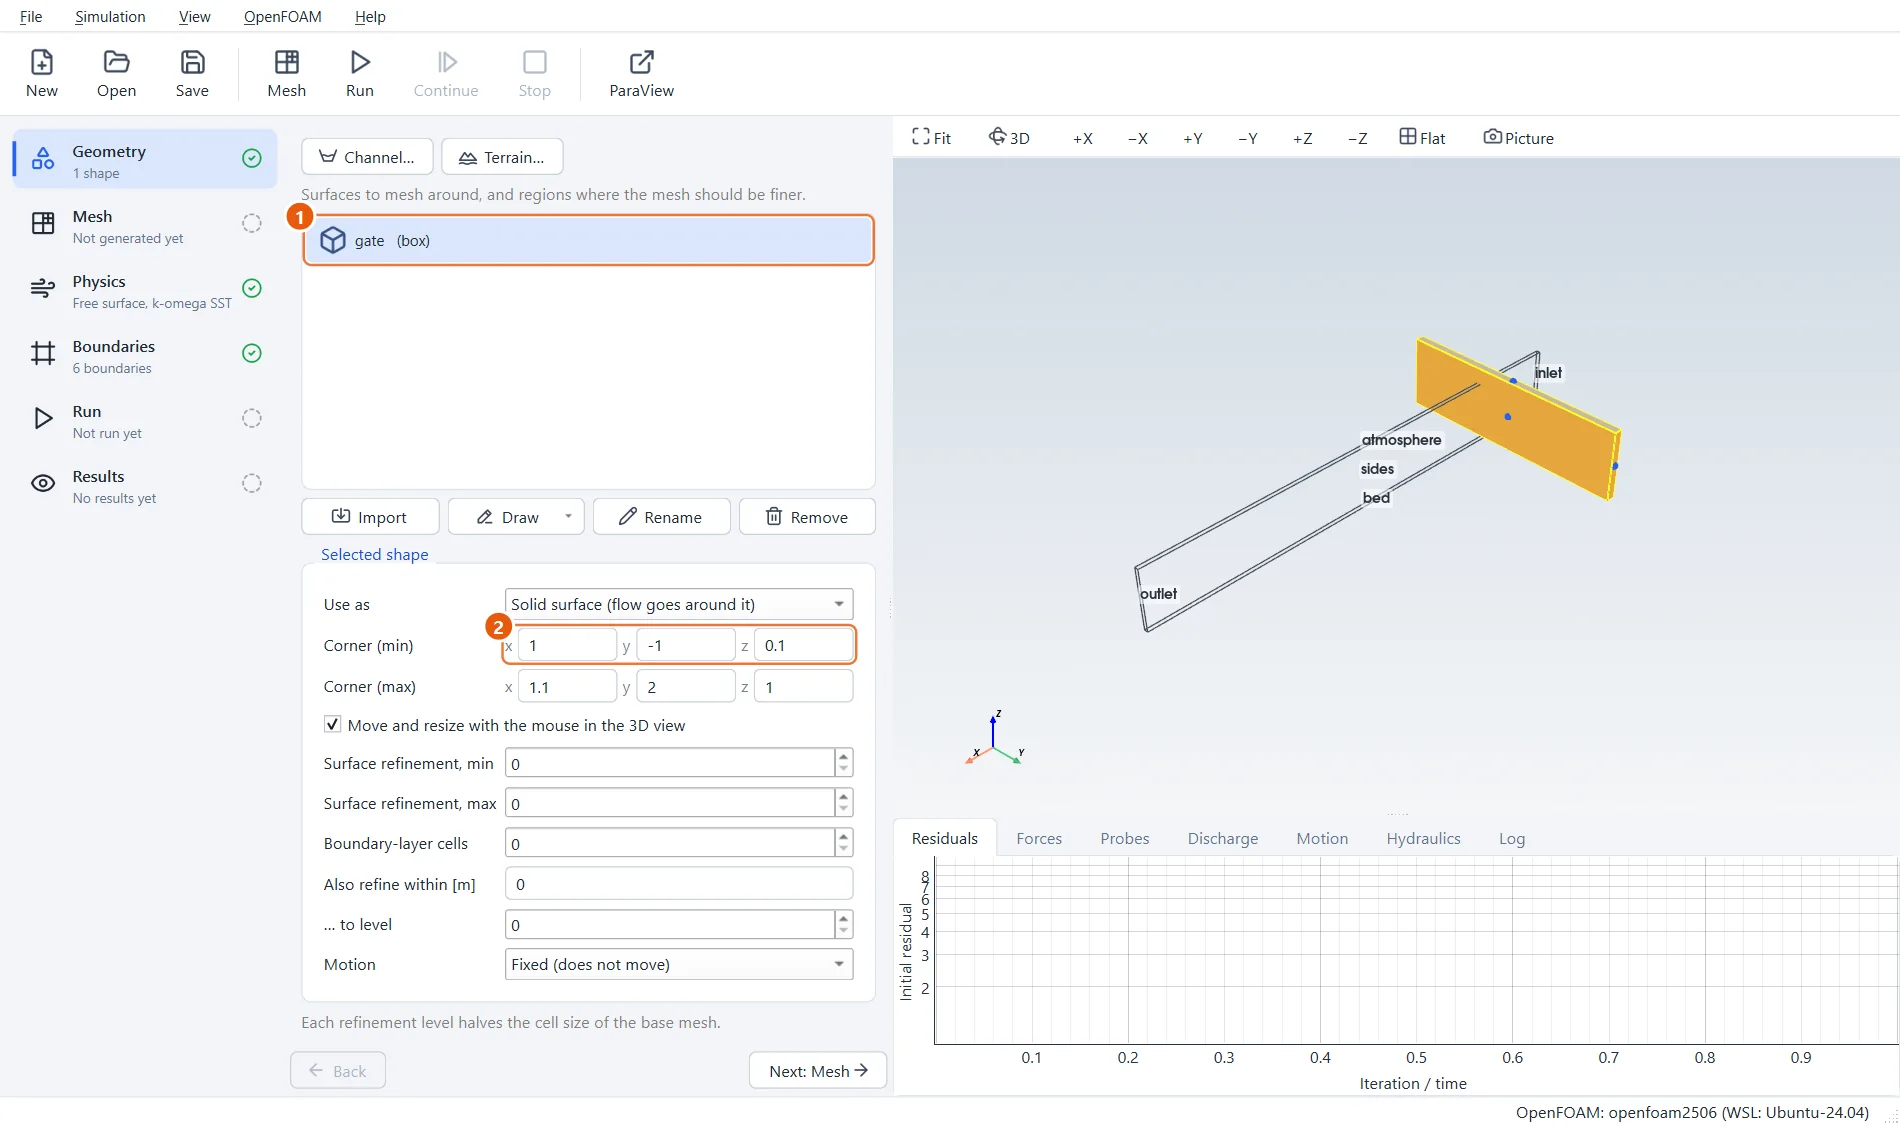 File Simulation View OpenFOAM Help
New Open Save Mesh Run Continue Stop ParaView
Geometry
1 shape
Mesh
Not generated yet
Physics
Free surface, k-omega SST
Boundaries
6 boundaries
Run
Not run yet
Results
No results yet
Channel... Terrain...
Surfaces to mesh around, and regions where the mesh should be finer.
1
gate (box)
Import Draw Rename Remove
Selected shape
Use as Solid surface (flow goes around it)
2
Corner (min) x 1 y -1 z 0.1
Corner (max) x 1.1 y 2 z 1
Move and resize with the mouse in the 3D view
Surface refinement, min 0
Surface refinement, max 0
Boundary-layer cells 0
Also refine within [m] 0
... to level 0
Motion Fixed (does not move)
Each refinement level halves the cell size of the base mesh.
Back Next: Mesh
Fit 3D +X −X +Y −Y +Z −Z Flat Picture
inlet
atmosphere
sides
bed
outlet
Z
X Y
Residuals Forces Probes Discharge Motion Hydraulics Log
8
7
6
5
4
3
2
Initial residual
0.1 0.2 0.3 0.4 0.5 0.6 0.7 0.8 0.9
Iteration / time
OpenFOAM: openfoam2506 (WSL: Ubuntu-24.04)